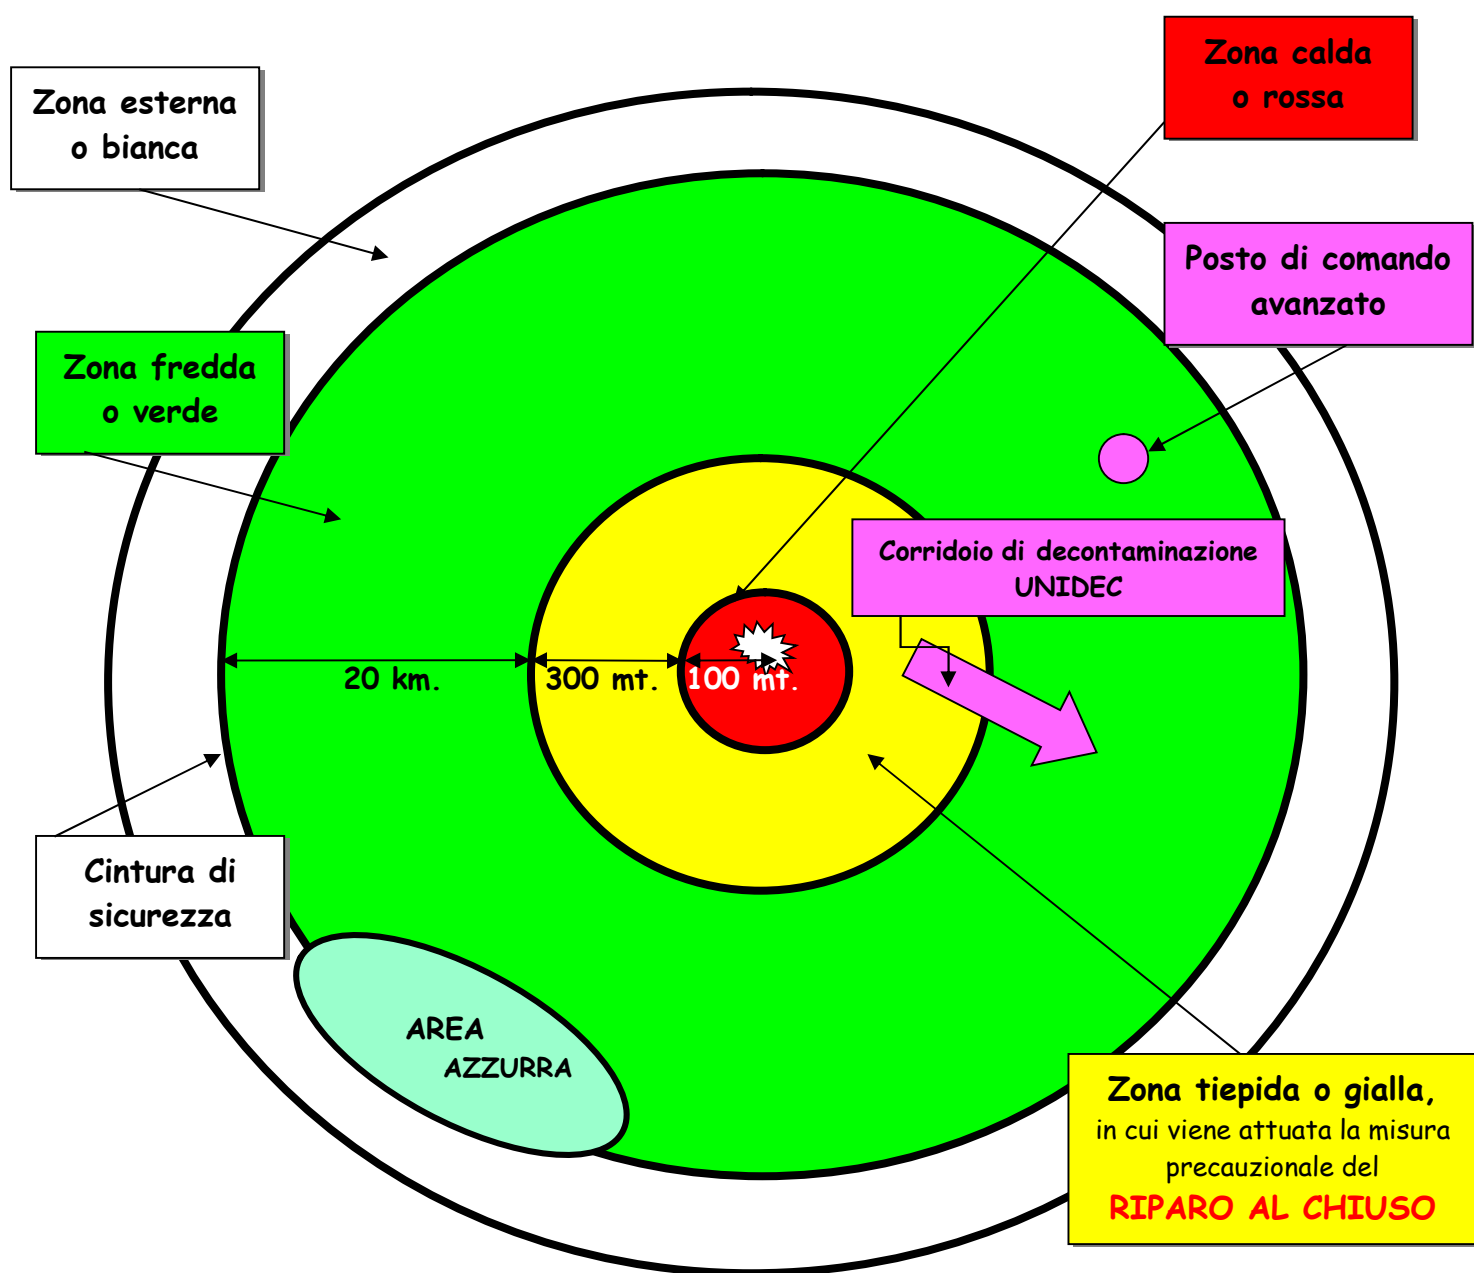 Zona calda
o rossa
Zona esterna
o bianca
Posto di comando
avanzato
Zona fredda
o verde
Corridoio di decontaminazione
UNIDEC
20 km.
300 mt.
100 mt.
Cintura di
sicurezza
AREA
AZZURRA
Zona tiepida o gialla,
in cui viene attuata la misura
precauzionale del
RIPARO AL CHIUSO